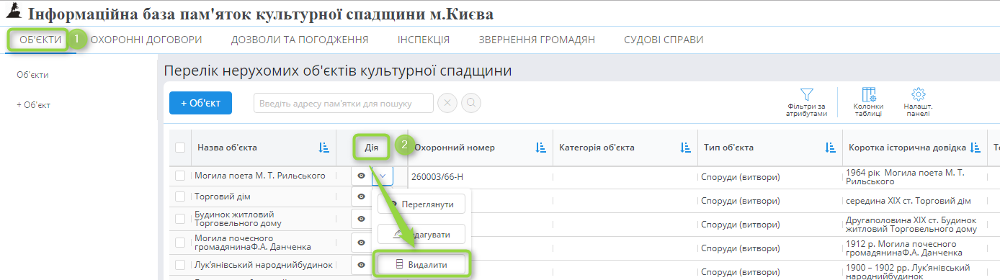 Інформаційна база пам'яток культурної спадщини м.Києва
ОБ'ЄКТИ 1 ОХОРОННІ ДОГОВОРИ ДОЗВОЛИ ТА ПОГОДЖЕННЯ ІНСПЕКЦІЯ ЗВЕРНЕННЯ ГРОМАДЯН СУДОВІ СПРАВИ
Об'єкти
+ Об'єкт
Перелік нерухомих об'єктів культурної спадщини
+ Об'єкт
Введіть адресу пам'ятки для пошуку
Фільтри за
атрибутами
Колонки
таблиці
Налашт.
панелі
Назва об'єкта Дія 2 Охоронний номер Категорія об'єкта Тип об'єкта Коротка історична довідка Те
Могила поета М. Т. Рильського 260003/66-Н Споруди (витвори) 1964 рік Могила поета М. Т.
Рильського
Торговий дім Споруди (витвори) середина XIX ст. Торговий дім
Будинок житловий
Торговельного дому
Споруди (витвори)
Другаполовина XIX ст. Будинок
житловий Торговельного дому
Могила почесного
громадянинаФ.А. Данченка
Споруди (витвори)
1912 р. Могила почесного
громадянинаФ.А. Данченка
Лук'янівський народнийбудинок Споруди (витвори) 1900 – 1902 рр. Лук'янівський
народнийбудинок
Переглянути
Видалити